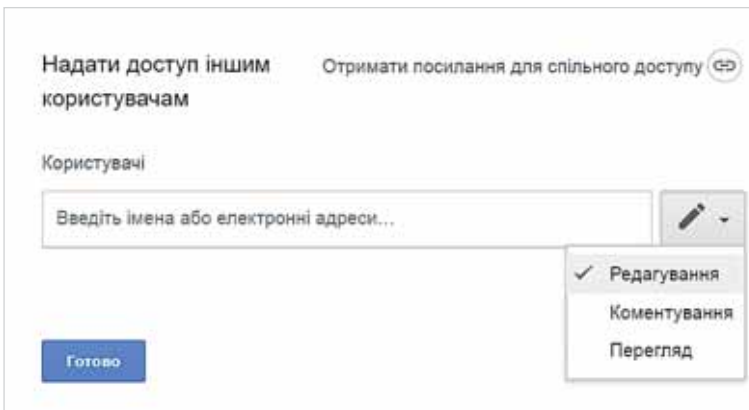 Надати доступ іншим
користувачам
Отримати посилання для спільного доступу
Користувачі
Введіть імена або електронні адреси...
Редагування
Коментування
Перегляд
Готово